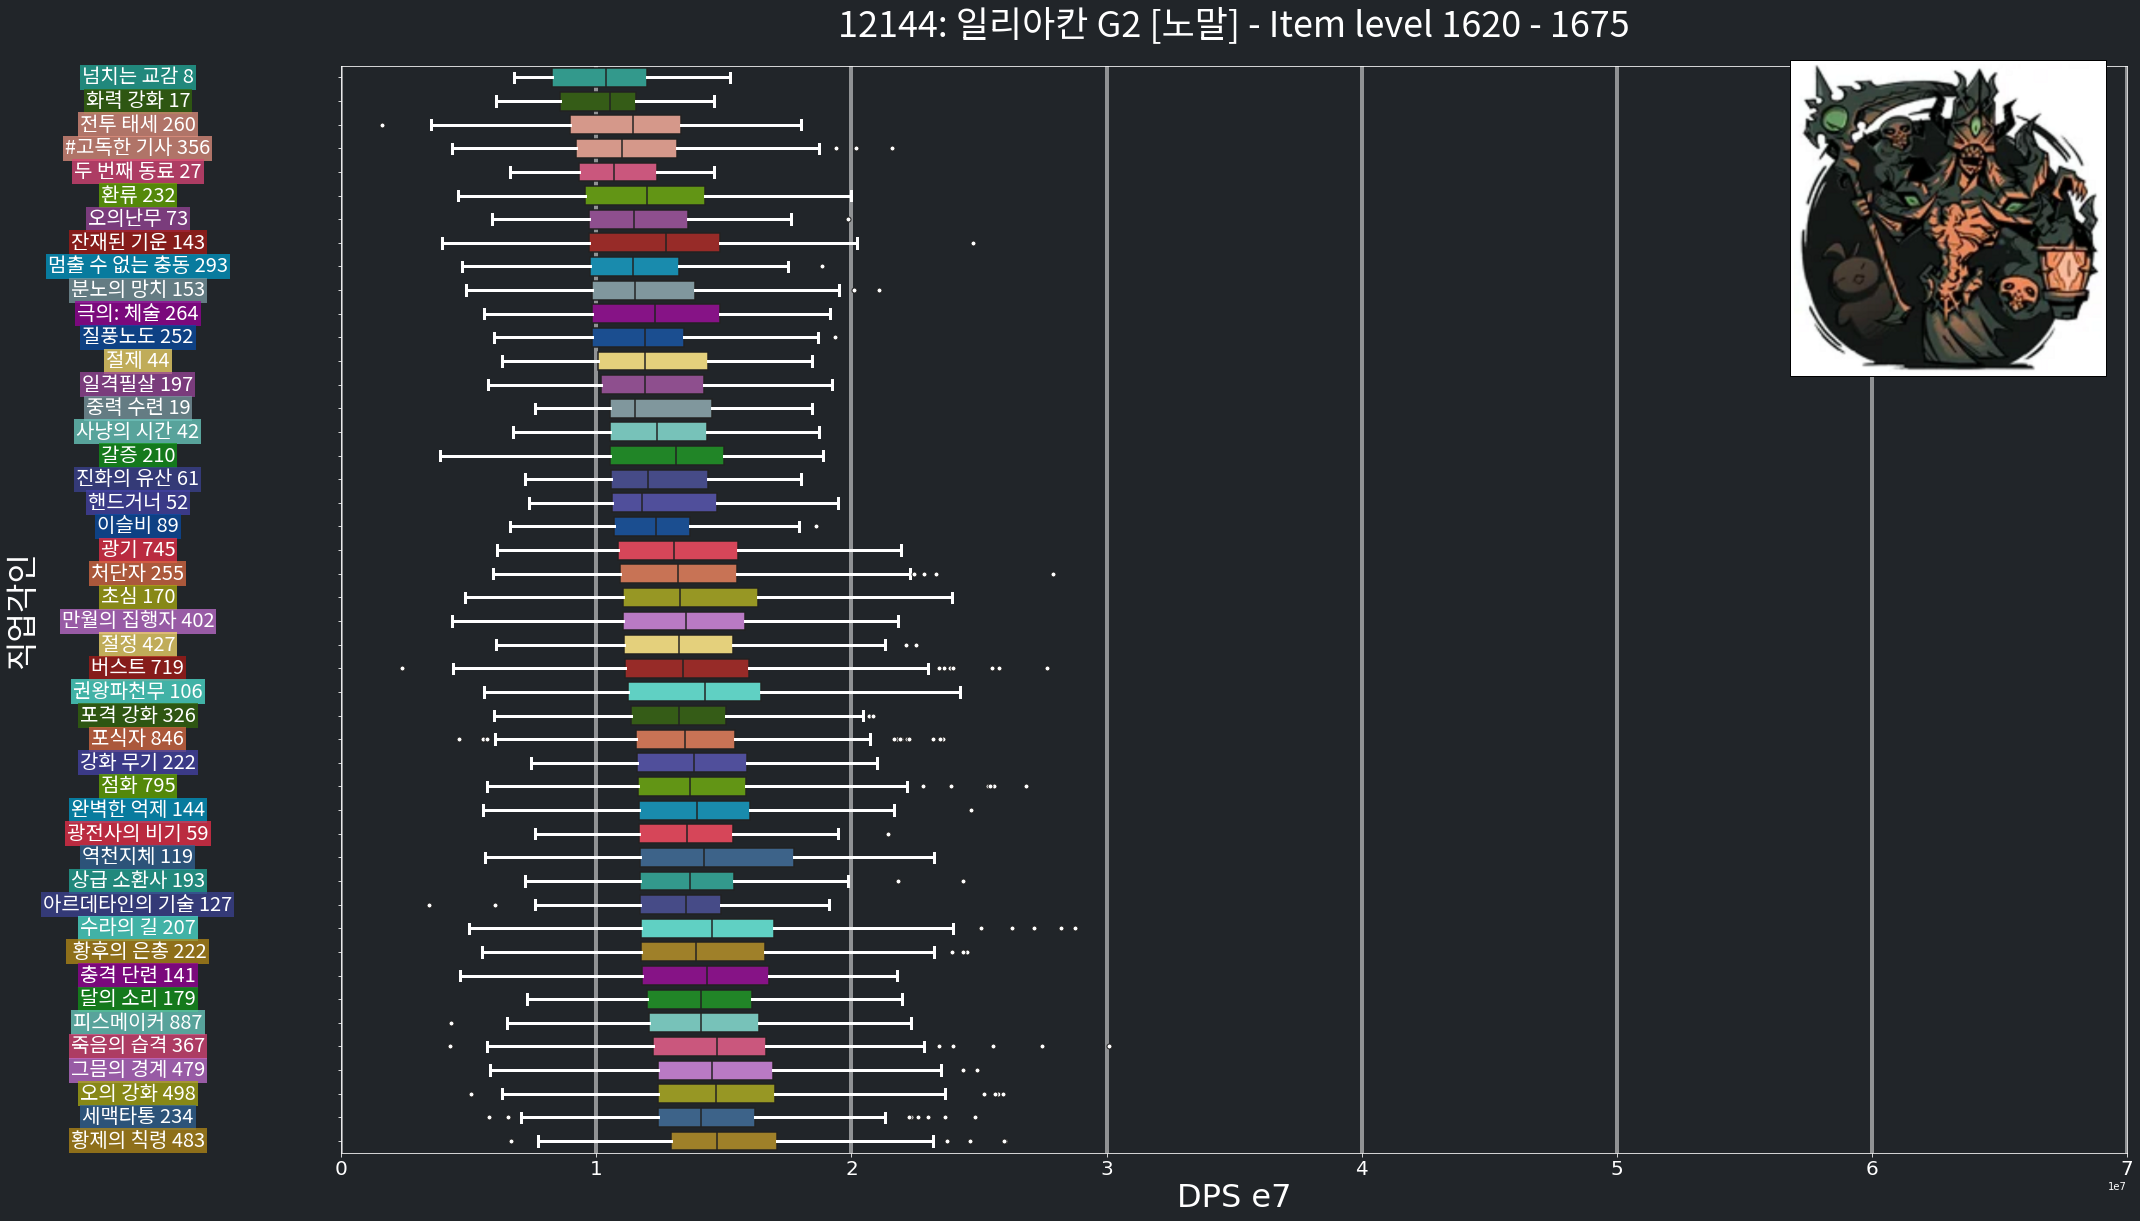 12144: 일리아칸 G2 [노말] - Item level 1620 - 1675
넘치는 교감 8
화력 강화 17
전투 태세 260
#고독한 기사 356
두 번째 동료 27
환류 232
오의난무 73
잔재된 기운 143
멈출 수 없는 충동 293
분노의 망치 153
극의: 체술 264
질풍노도 252
절제 44
일격필살 197
중력 수련 19
사냥의 시간 42
갈증 210
진화의 유산 61
핸드거너 52
이슬비 89
광기 745
처단자 255
초심 170
만월의 집행자 402
절정 427
버스트 719
권왕파천무 106
포격 강화 326
포식자 846
강화 무기 222
점화 795
완벽한 억제 144
광전사의 비기 59
역천지체 119
상급 소환사 193
아르데타인의 기술 127
수라의 길 207
황후의 은총 222
충격 단련 141
달의 소리 179
피스메이커 887
죽음의 습격 367
그믐의 경계 479
오의 강화 498
세맥타통 234
황제의 칙령 483
직업각인
0 1 2 3 4 5 6 7
1e7
DPS e7